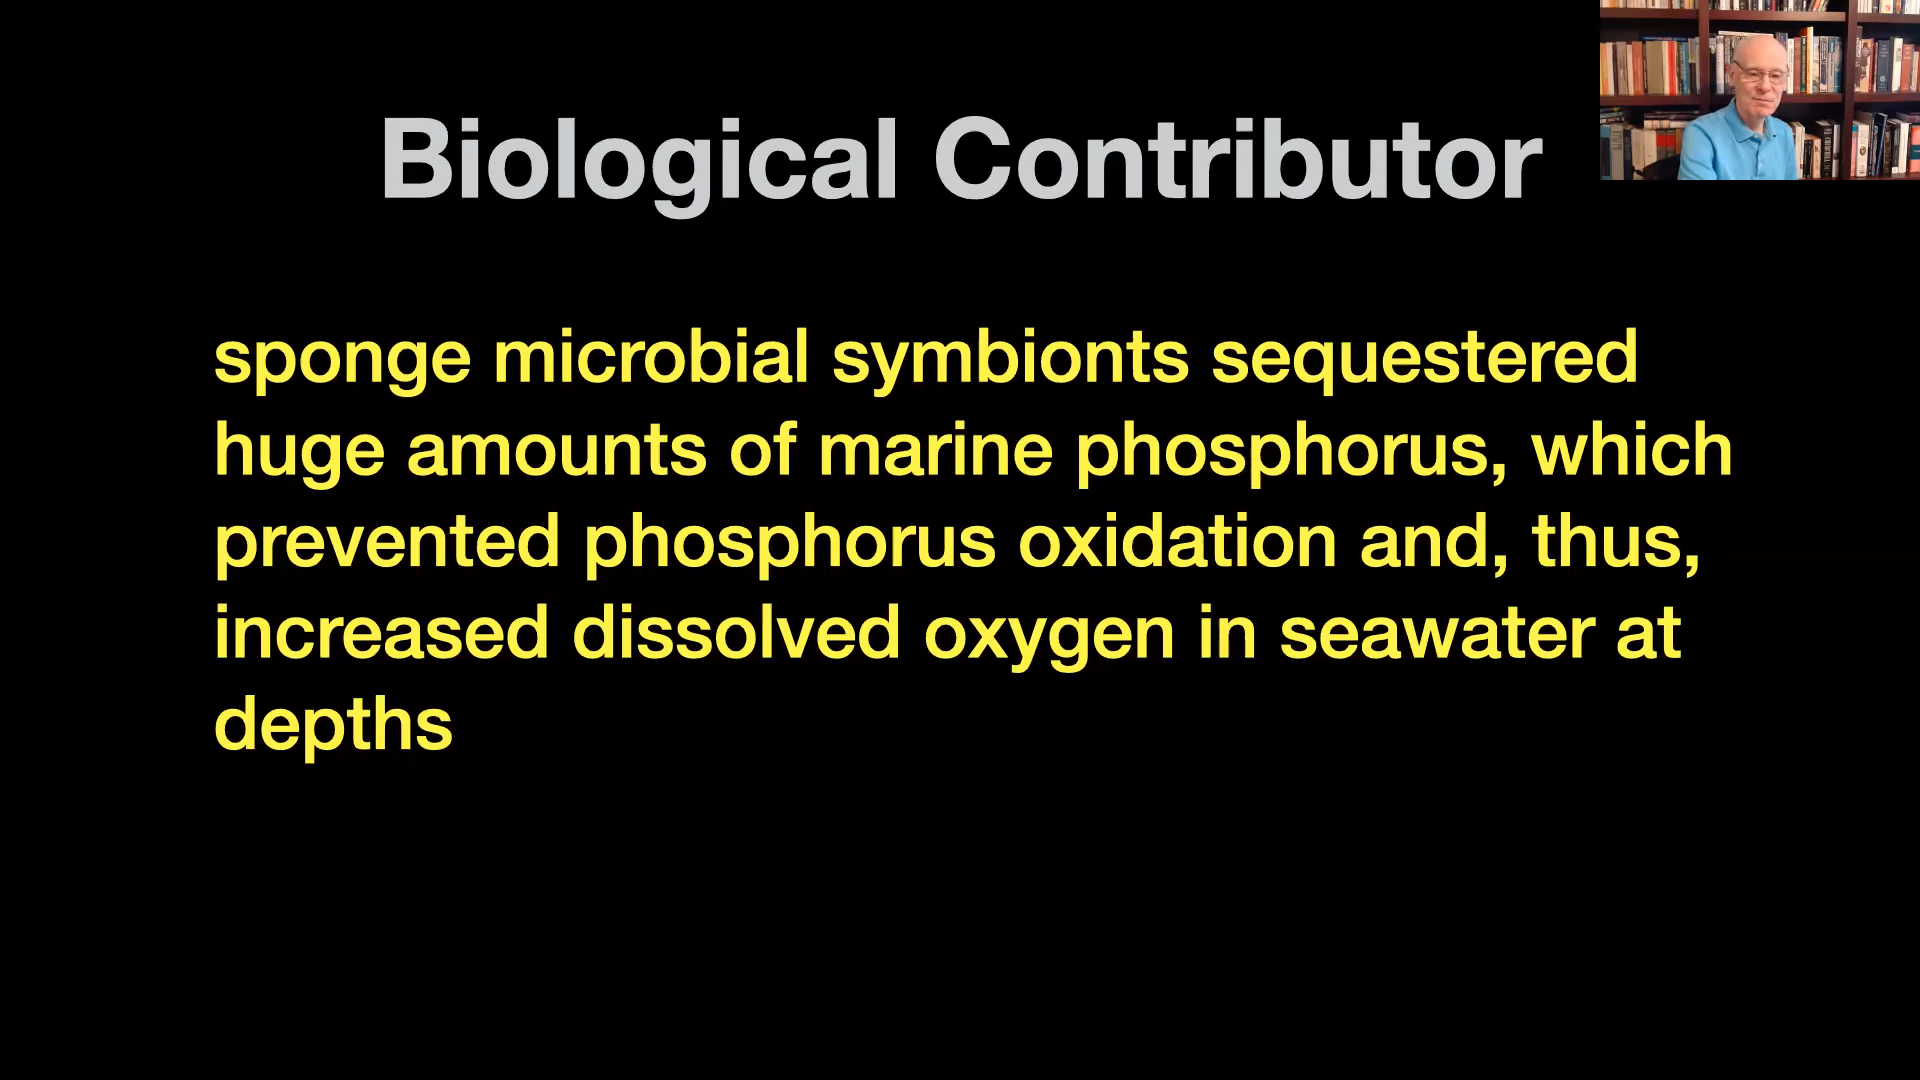 Biological Contributor
sponge microbial symbionts sequestered
huge amounts of marine phosphorus, which
prevented phosphorus oxidation and, thus,
increased dissolved oxygen in seawater at
depths